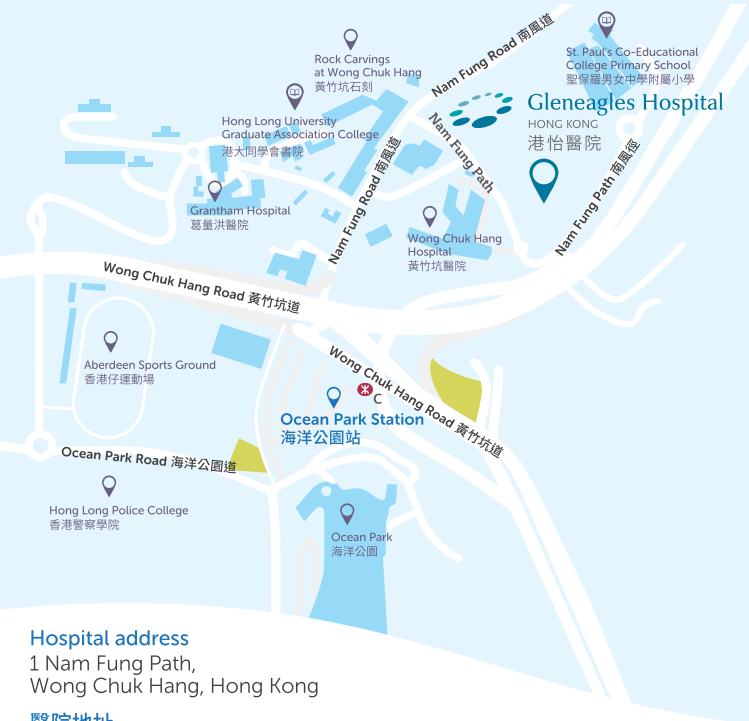 Nam Fung Road 南風道
St. Paul's Co-Educational
College Primary School
聖保羅男女中學附屬小學
Rock Carvings
at Wong Chuk Hang
黃竹坑石刻
Gleneagles Hospital
HONG KONG
港怡醫院
Hong Long University
Graduate Association College
港大同學會書院
Nam Fung Path
Nam Fung Road 南風道
Nam Fung Path 南風徑
Grantham Hospital
葛量洪醫院
Wong Chuk Hang
Hospital
黃竹坑醫院
Wong Chuk Hang Road 黃竹坑道
Aberdeen Sports Ground
香港仔運動場
Wong Chuk Hang Road 黃竹坑道
C
Ocean Park Station
海洋公園站
Ocean Park Road 海洋公園道
Hong Long Police College
香港警察學院
Ocean Park
海洋公園
Hospital address
1 Nam Fung Path,
Wong Chuk Hang, Hong Kong
醫院地址